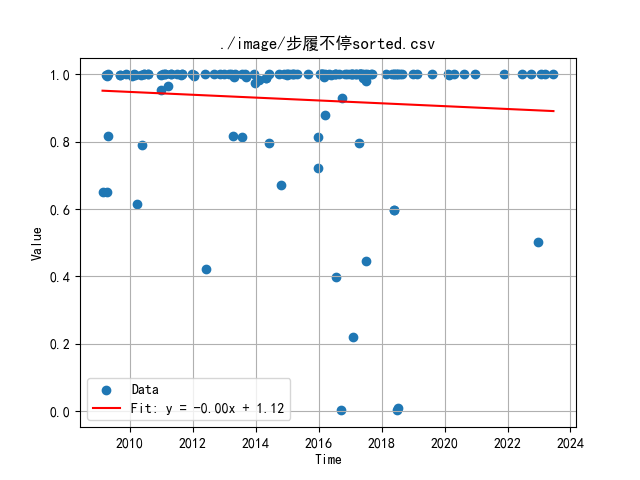 ./image/步履不停sorted.csv
1.0
0.8
0.6
0.4
0.2
0.0
Value
Data
Fit: y = -0.00x + 1.12
2010 2012 2014 2016 2018 2020 2022 2024
Time